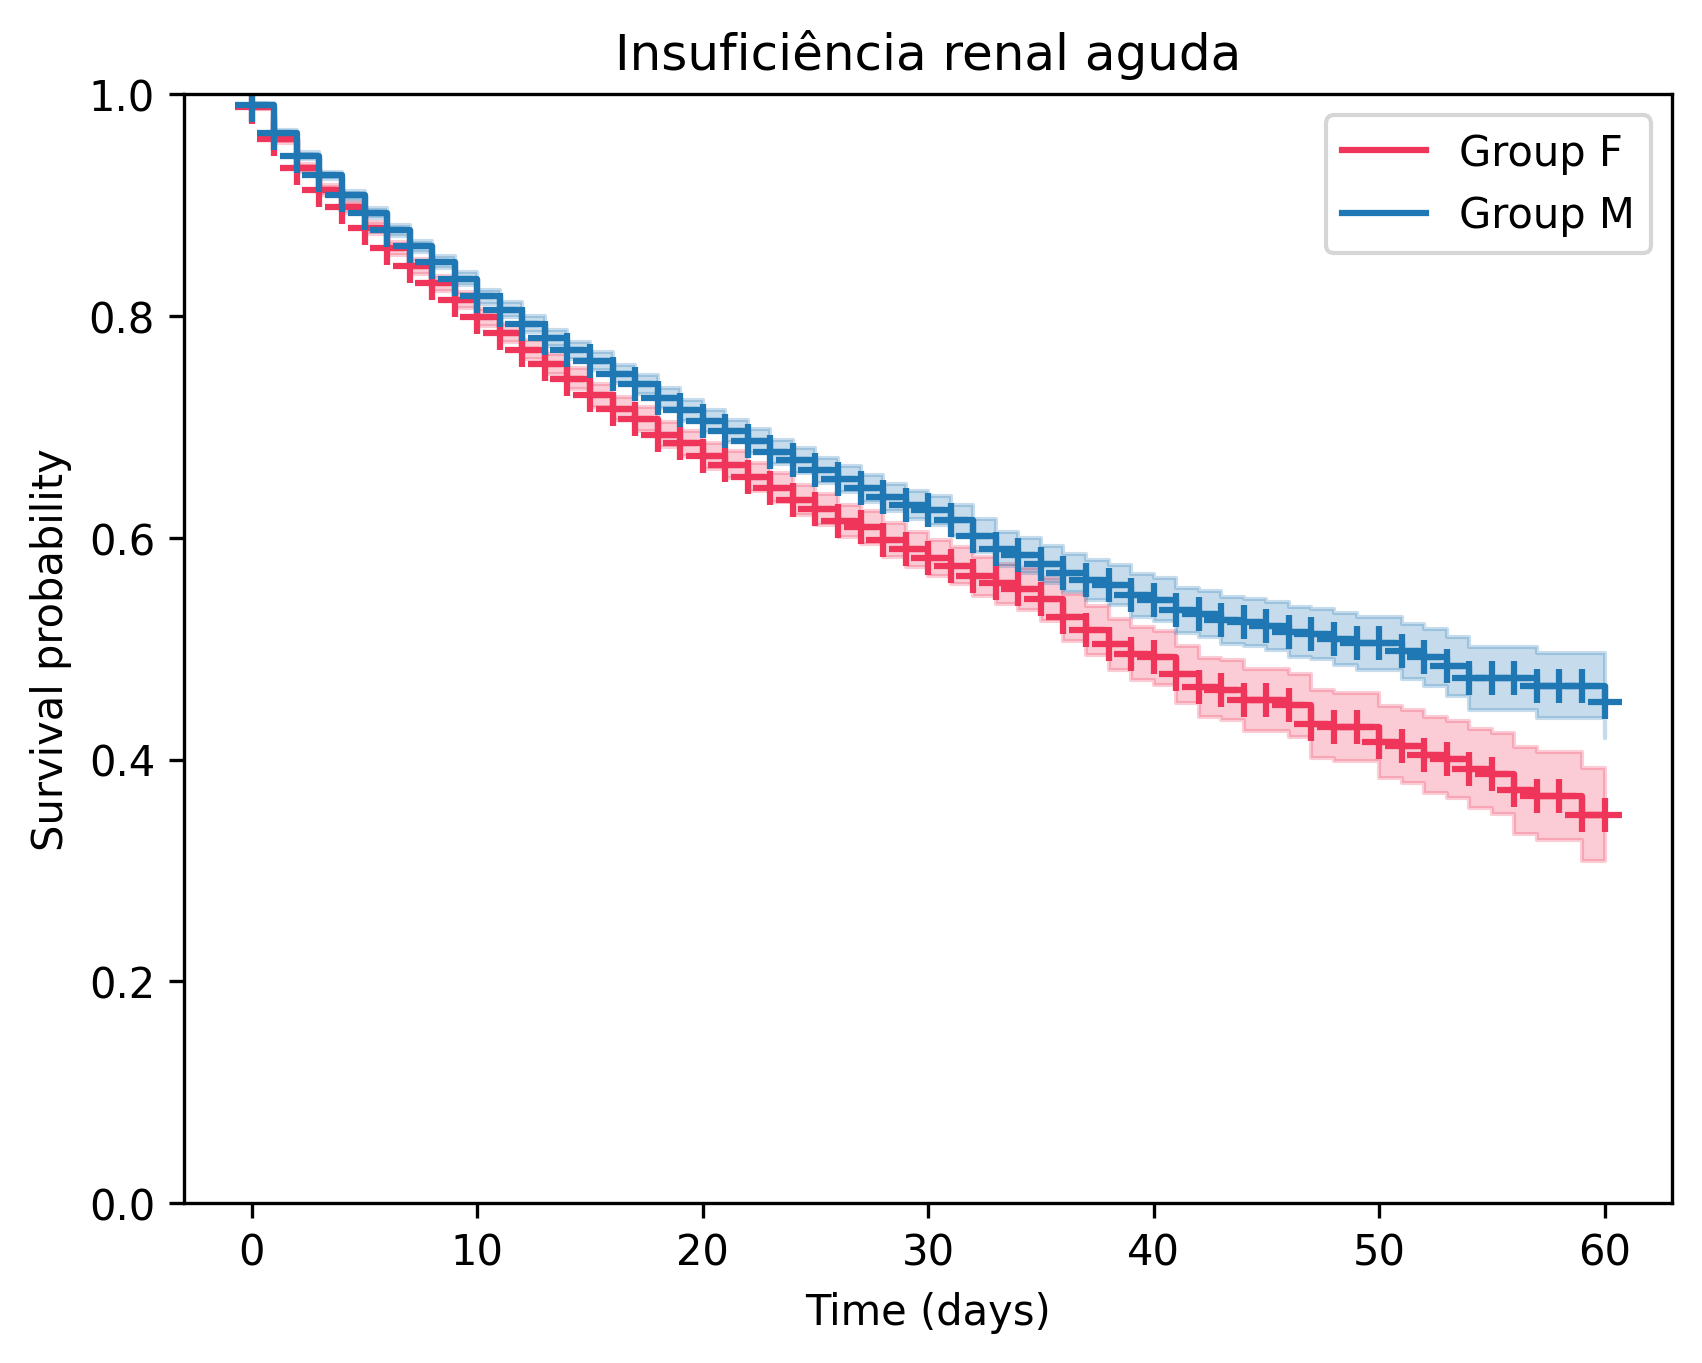 Insuficiência renal aguda
Group F
Group M
Survival probability
1.0
0.8
0.6
0.4
0.2
0.0
0 10 20 30 40 50 60
Time (days)